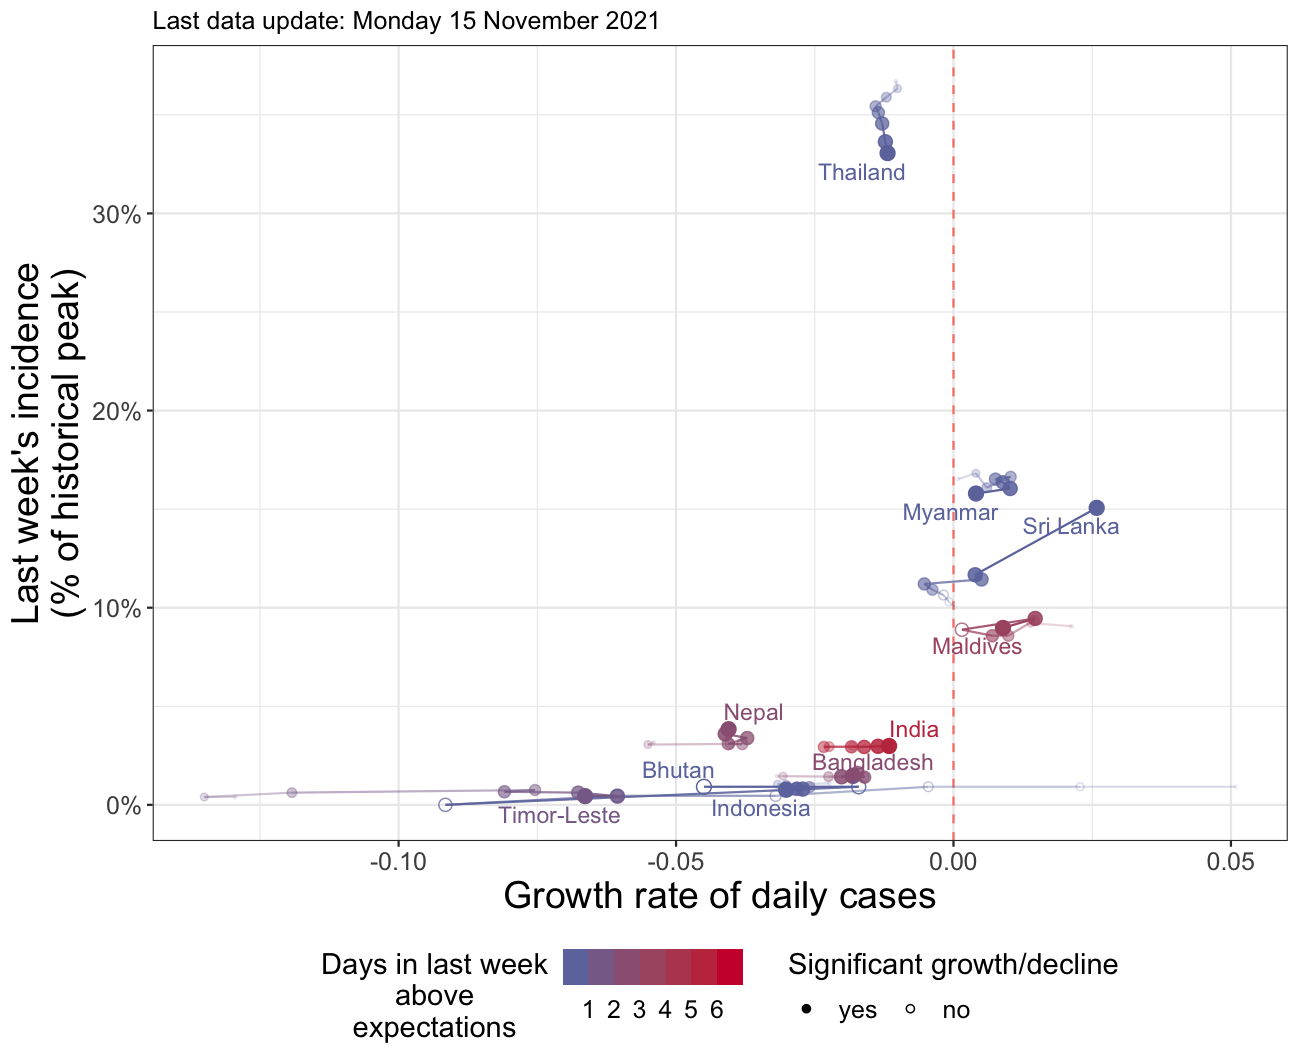 Last data update: Monday 15 November 2021
Last week's incidence
(% of historical peak)
30%
20%
10%
0%
Thailand
Myanmar
Sri Lanka
Maldives
Nepal
India
Bangladesh
Bhutan
Indonesia
Timor-Leste
-0.10
-0.05
0.00
0.05
Growth rate of daily cases
Days in last week
above
expectations
1 2 3 4 5 6
Significant growth/decline
yes
no